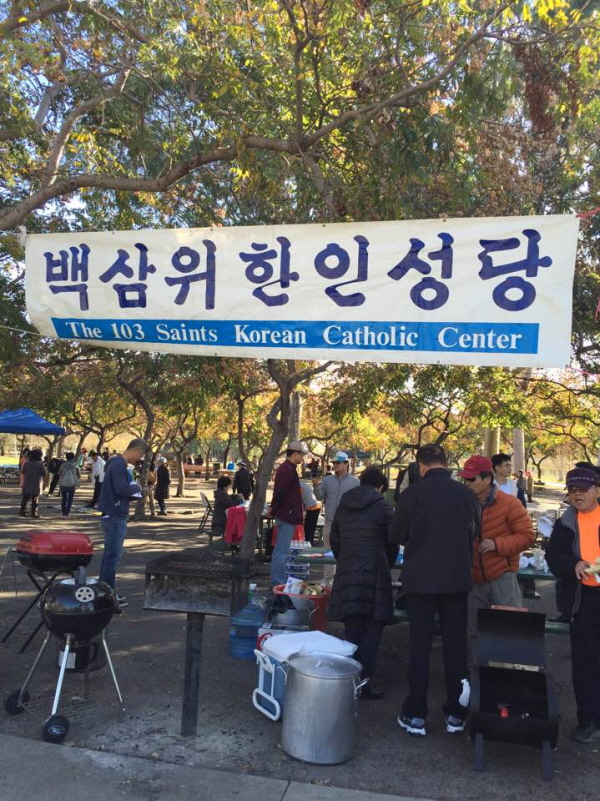 백삼위 한인성당
The 103 Saints Korean Catholic Center